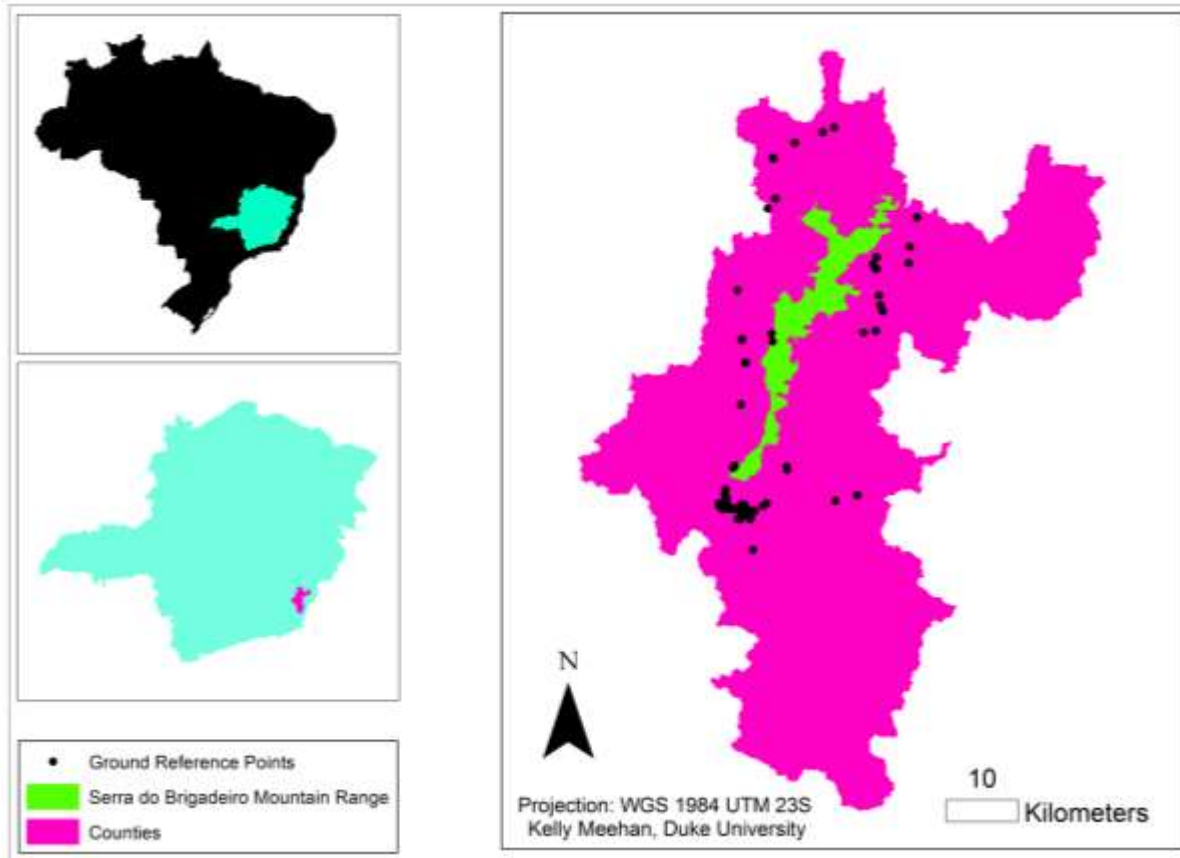 Ground Reference Points
Serra do Brigadeiro Mountain Range
Counties
N
10
Kilometers
Projection: WGS 1984 UTM 23S
Kelly Meehan, Duke University